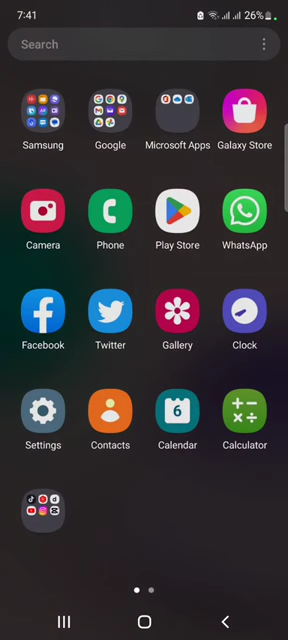 7:41
26%
Search
Samsung
Google
Microsoft Apps
Galaxy Store
Camera
Phone
Play Store
WhatsApp
Facebook
Twitter
Gallery
Clock
6
Settings
Contacts
Calendar
Calculator